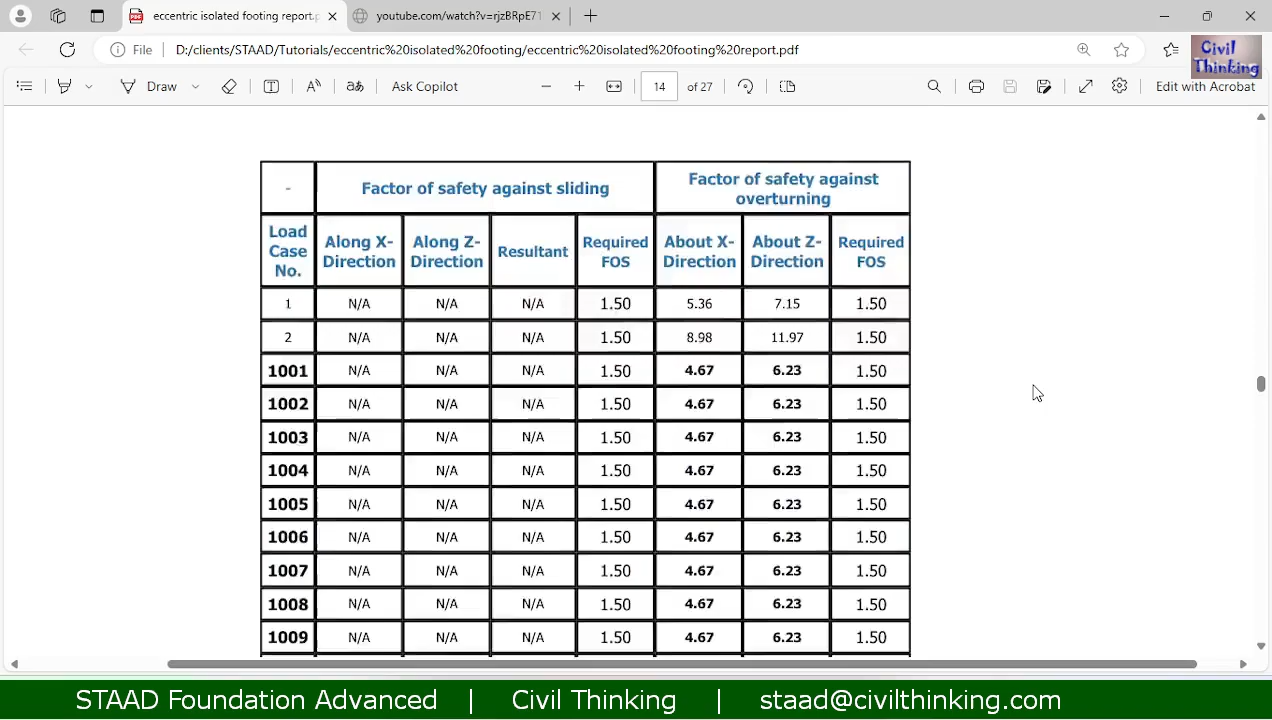 eccentric isolated footing report.p
youtube.com/watch?v=rjzBRpE71
File
D:/clients/STAAD/Tutorials/eccentric%20isolated%20footing/eccentric%20isolated%20footing%20report.pdf
Civil
Thinking
Draw
Ask Copilot
14 of 27
Edit with Acrobat
- Factor of safety against sliding Factor of safety against overturning
Load Case No. Along X-Direction Along Z-Direction Resultant Required FOS About X-Direction About Z-Direction Required FOS
1 N/A N/A N/A 1.50 5.36 7.15 1.50
2 N/A N/A N/A 1.50 8.98 11.97 1.50
1001 N/A N/A N/A 1.50 4.67 6.23 1.50
1002 N/A N/A N/A 1.50 4.67 6.23 1.50
1003 N/A N/A N/A 1.50 4.67 6.23 1.50
1004 N/A N/A N/A 1.50 4.67 6.23 1.50
1005 N/A N/A N/A 1.50 4.67 6.23 1.50
1006 N/A N/A N/A 1.50 4.67 6.23 1.50
1007 N/A N/A N/A 1.50 4.67 6.23 1.50
1008 N/A N/A N/A 1.50 4.67 6.23 1.50
1009 N/A N/A N/A 1.50 4.67 6.23 1.50
STAAD Foundation Advanced | Civil Thinking | staad@civilthinking.com